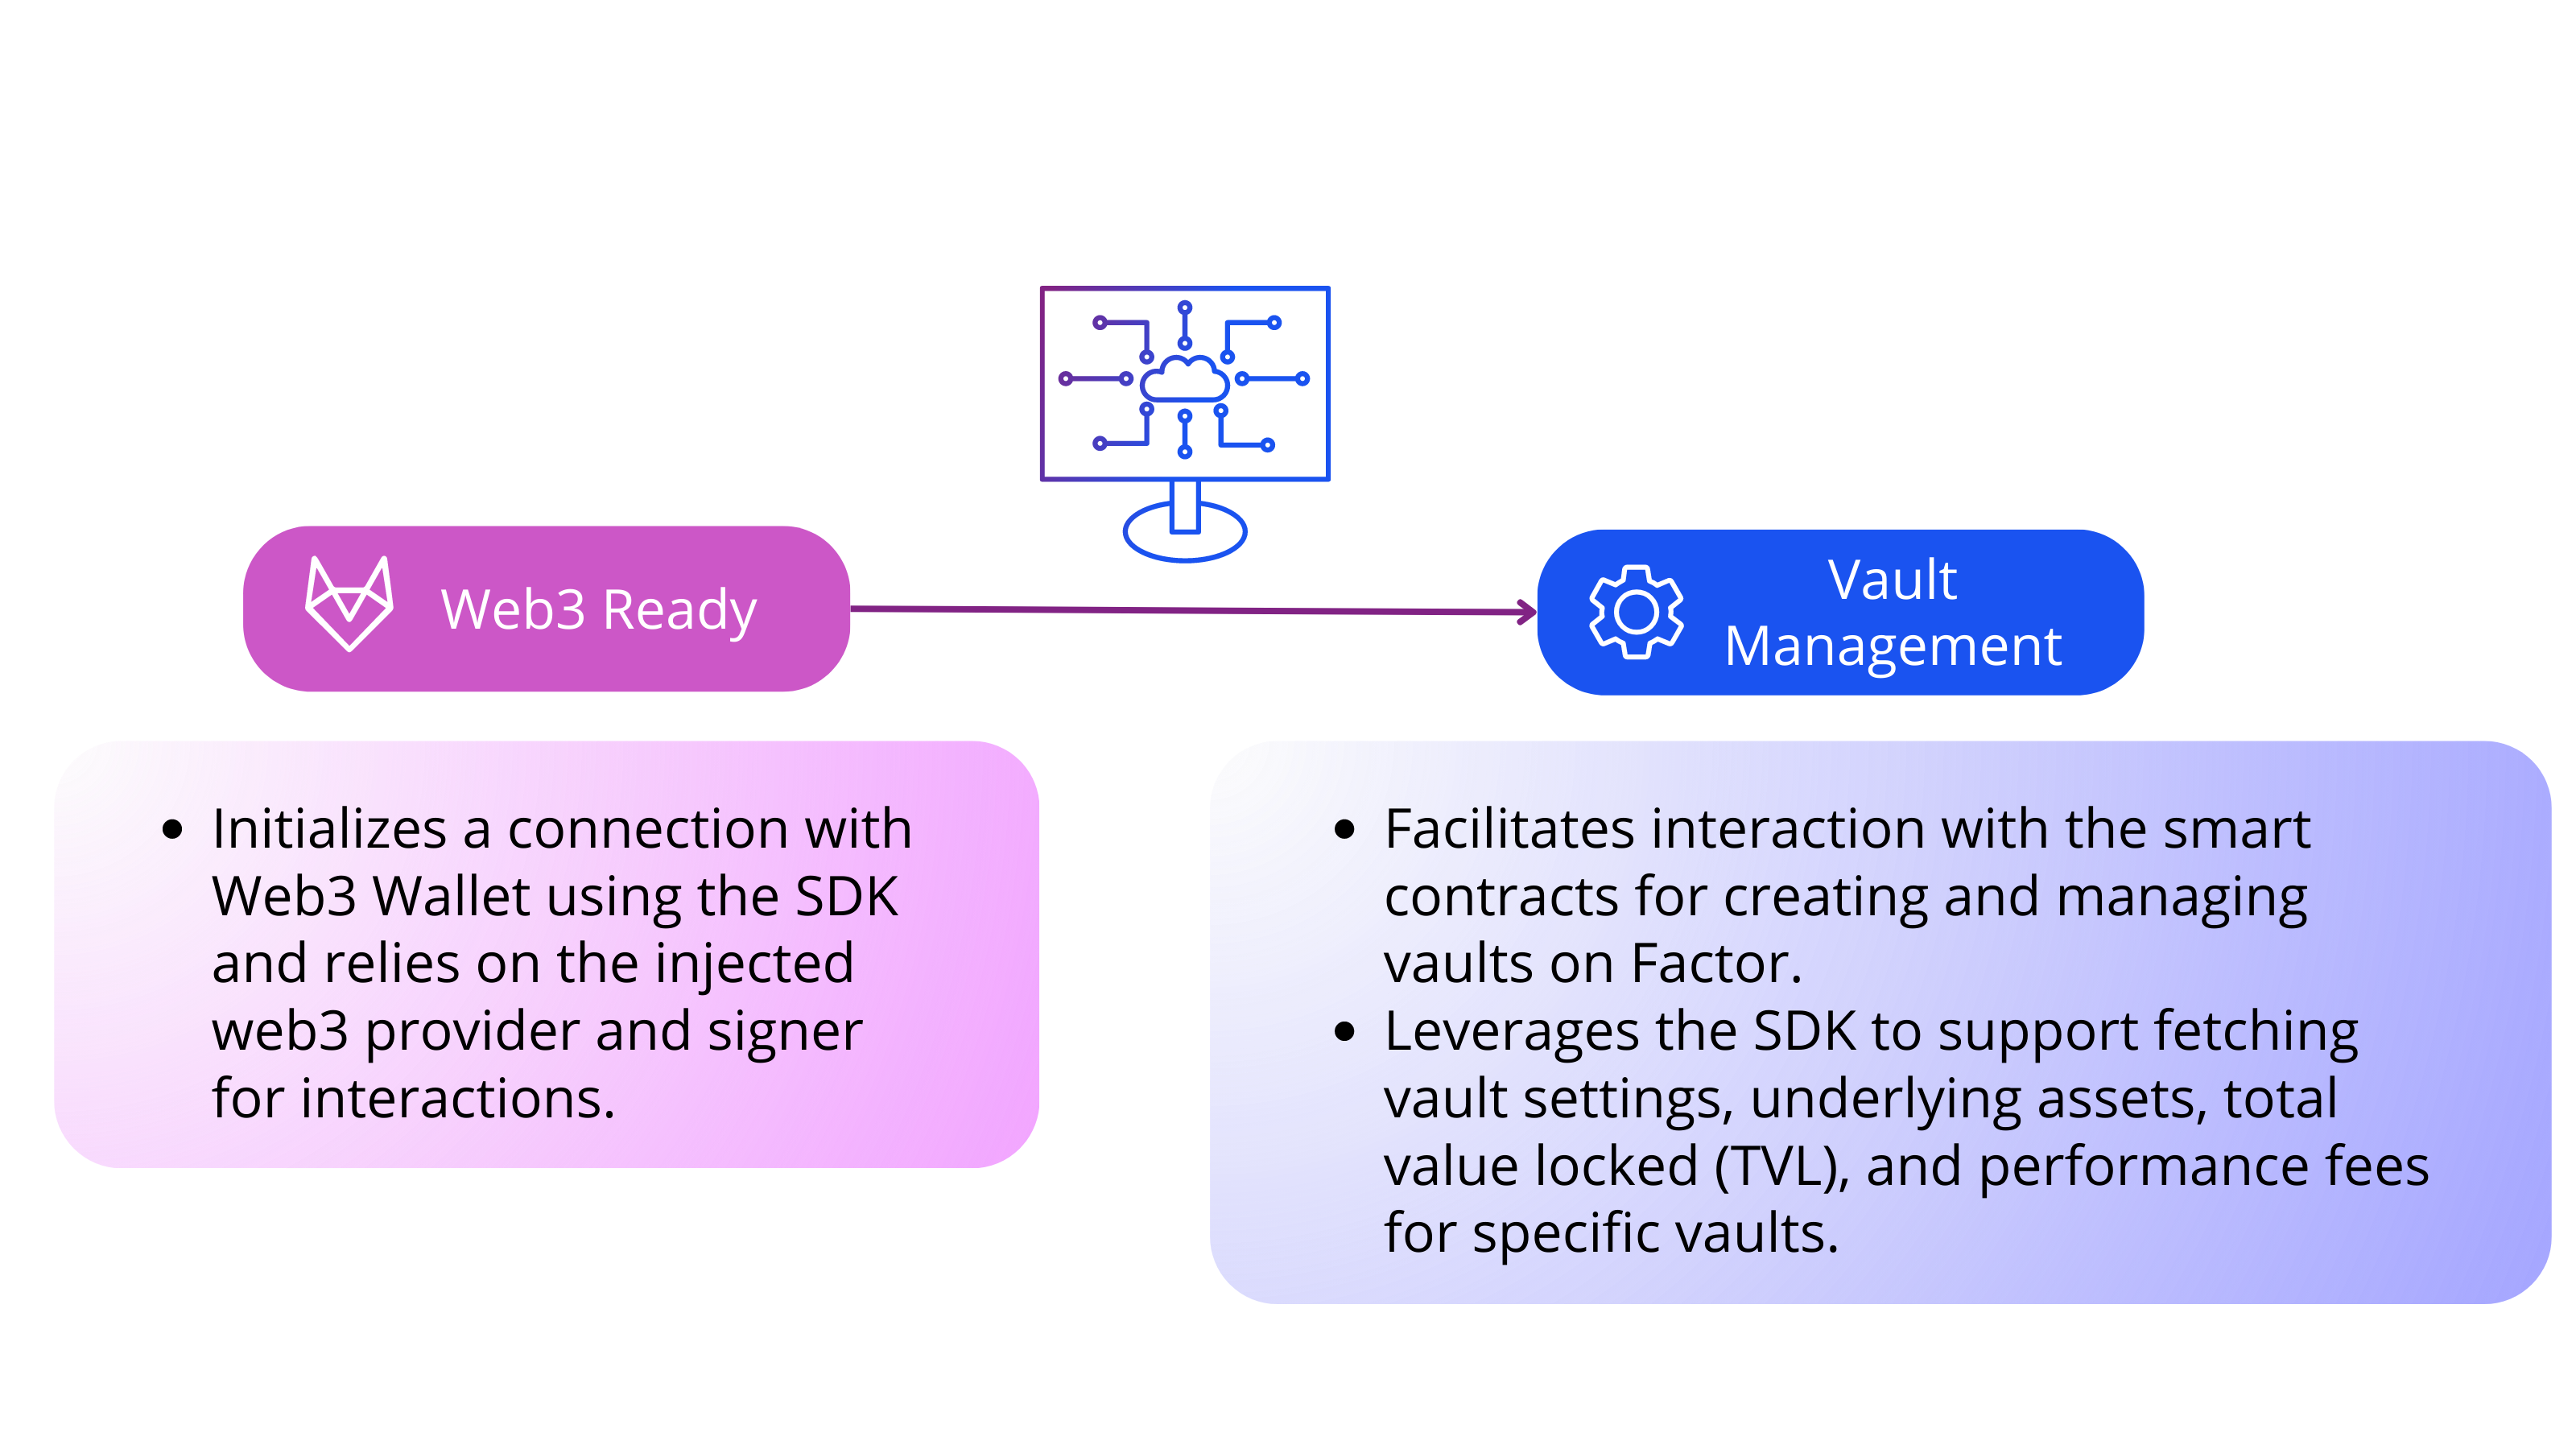 Web3 Ready
Vault
Management
• Initializes a connection with
Web3 Wallet using the SDK
and relies on the injected
web3 provider and signer
for interactions.
• Facilitates interaction with the smart
contracts for creating and managing
vaults on Factor.
• Leverages the SDK to support fetching
vault settings, underlying assets, total
value locked (TVL), and performance fees
for specific vaults.